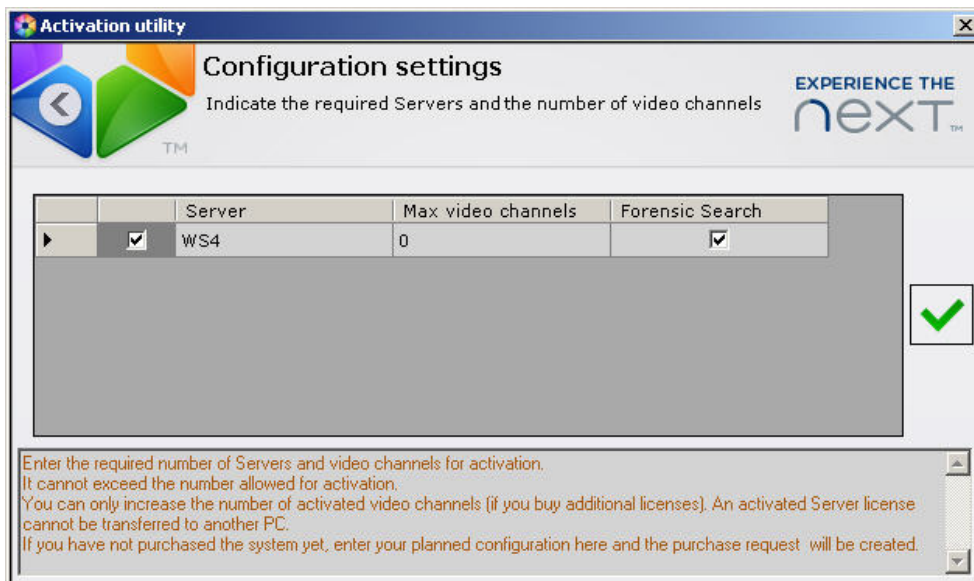 Activation utility
Configuration settings
Indicate the required Servers and the number of video channels
EXPERIENCE THE
next TM
TM
Server Max video channels Forensic Search
WS4 0
Enter the required number of Servers and video channels for activation.
It cannot exceed the number allowed for activation.
You can only increase the number of activated video channels (if you buy additional licenses). An activated Server license
cannot be transferred to another PC.
If you have not purchased the system yet, enter your planned configuration here and the purchase request will be created.